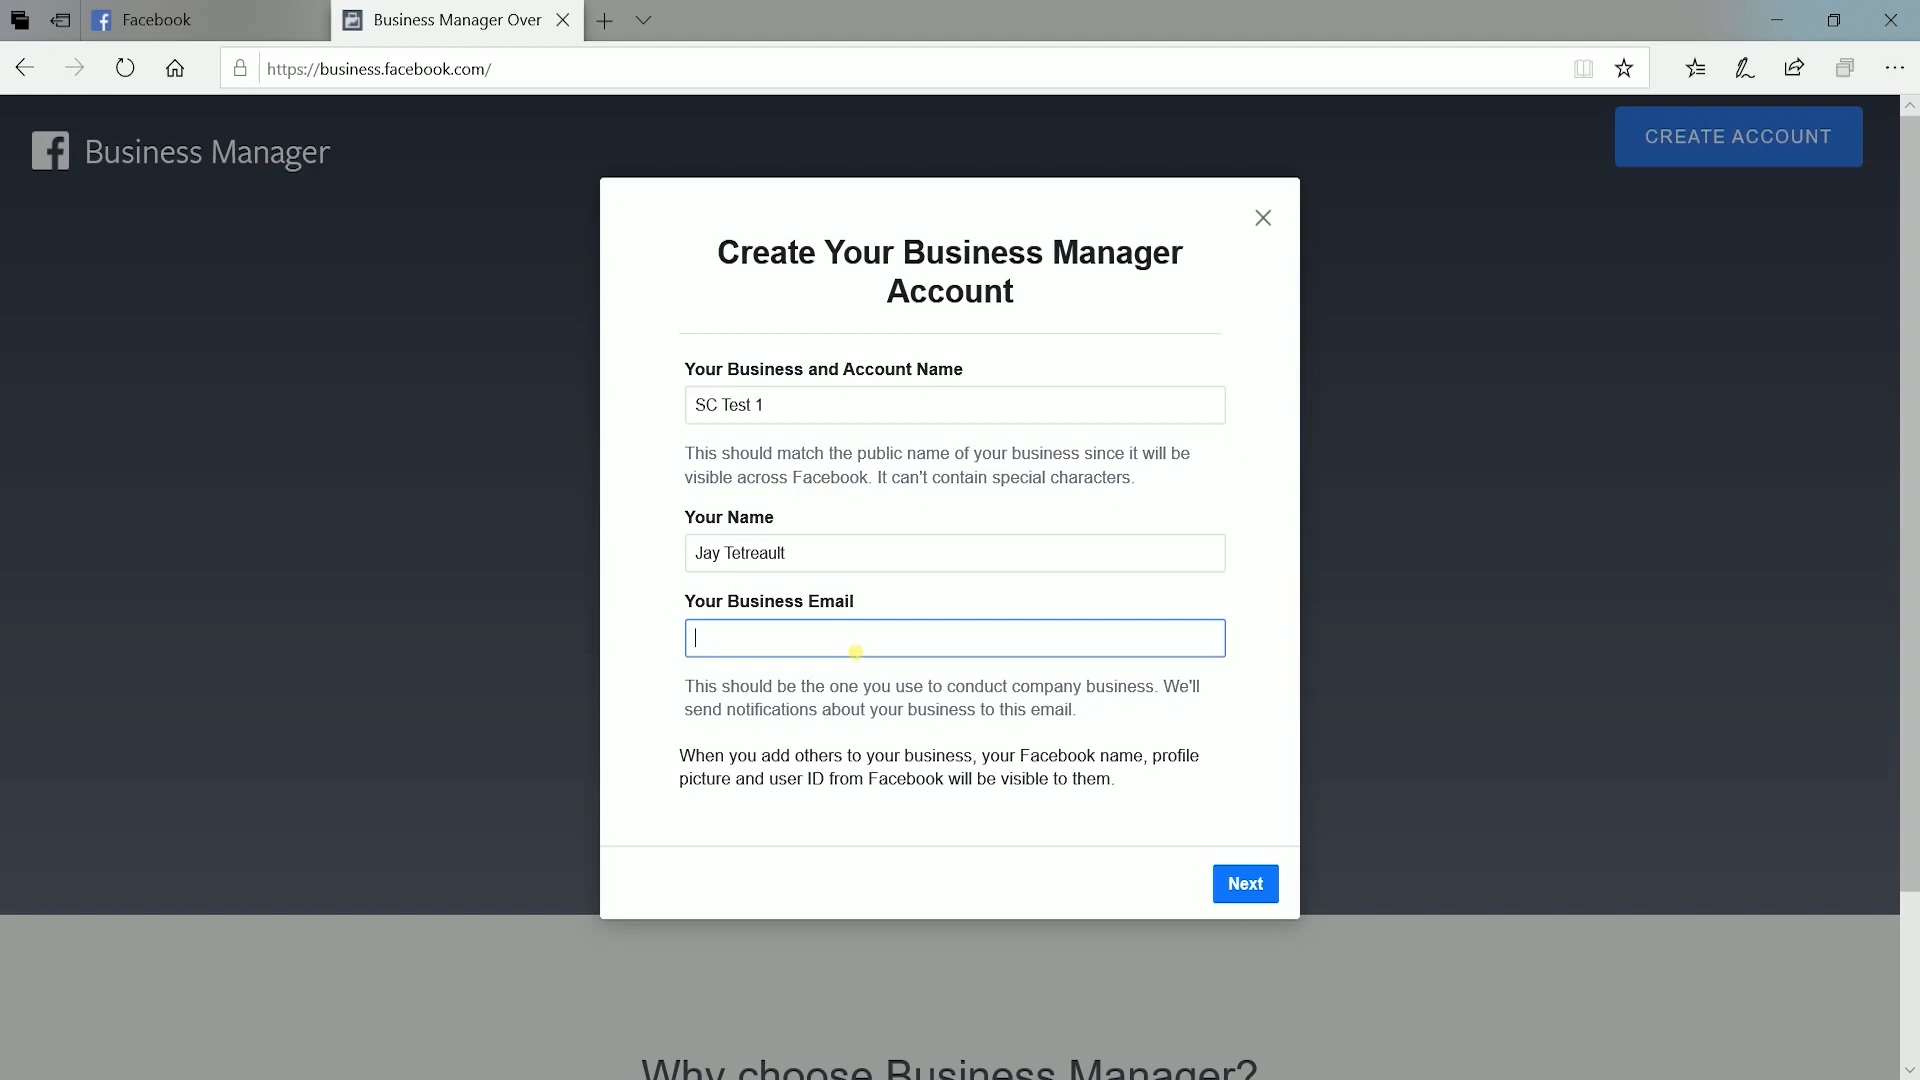 Facebook
Business Manager Over
https://business.facebook.com/
Business Manager
CREATE ACCOUNT
Create Your Business Manager
Account
Your Business and Account Name
SC Test 1
This should match the public name of your business since it will be
visible across Facebook. It can't contain special characters.
Your Name
Jay Tetreault
Your Business Email
This should be the one you use to conduct company business. We'll
send notifications about your business to this email.
When you add others to your business, your Facebook name, profile
picture and user ID from Facebook will be visible to them.
Next
Why choose Business Manager?